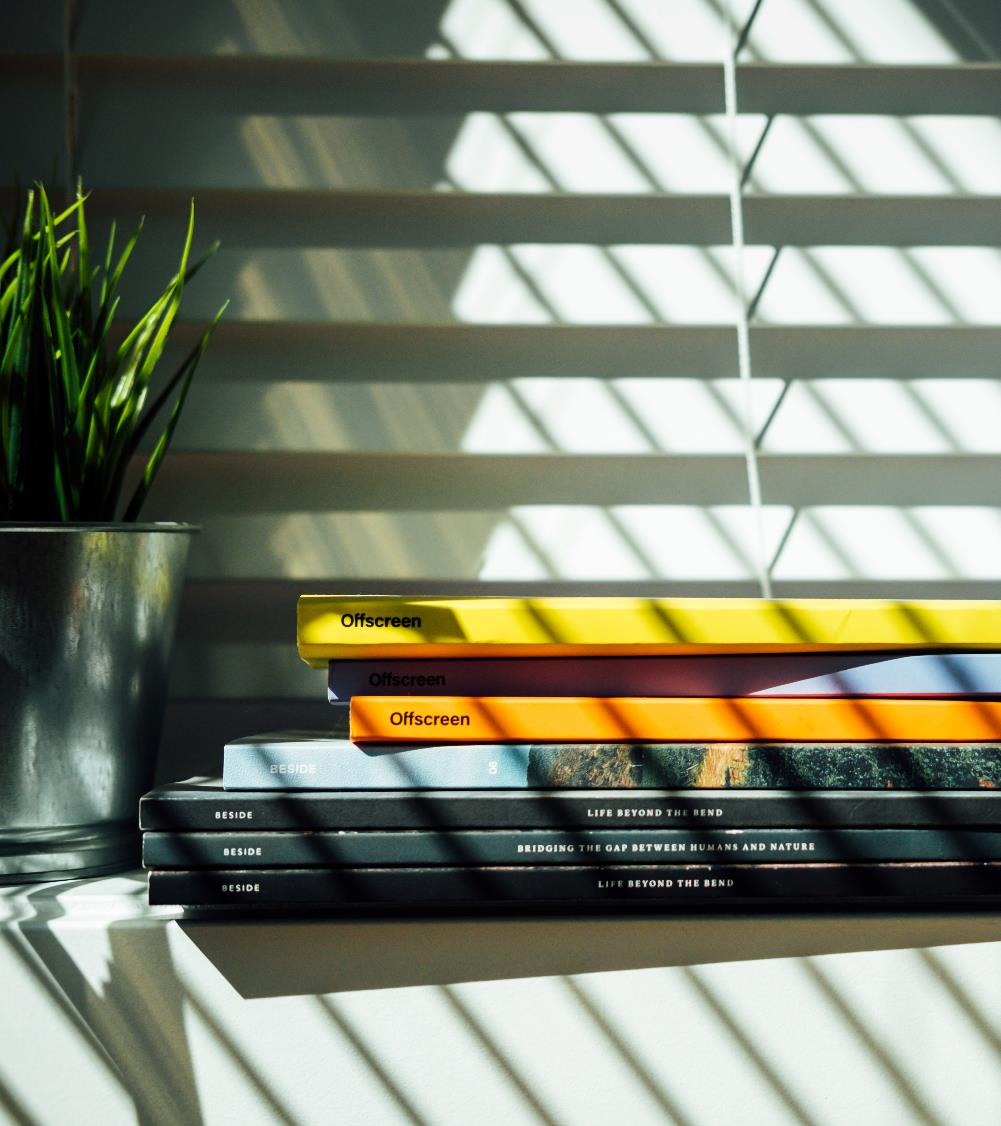 Offscreen
Offscreen
Offscreen
BESIDE 06
BESIDE LIFE BEYOND THE BEND
BESIDE BRIDGING THE GAP BETWEEN HUMANS AND NATURE
BESIDE LIFE BEYOND THE BEND